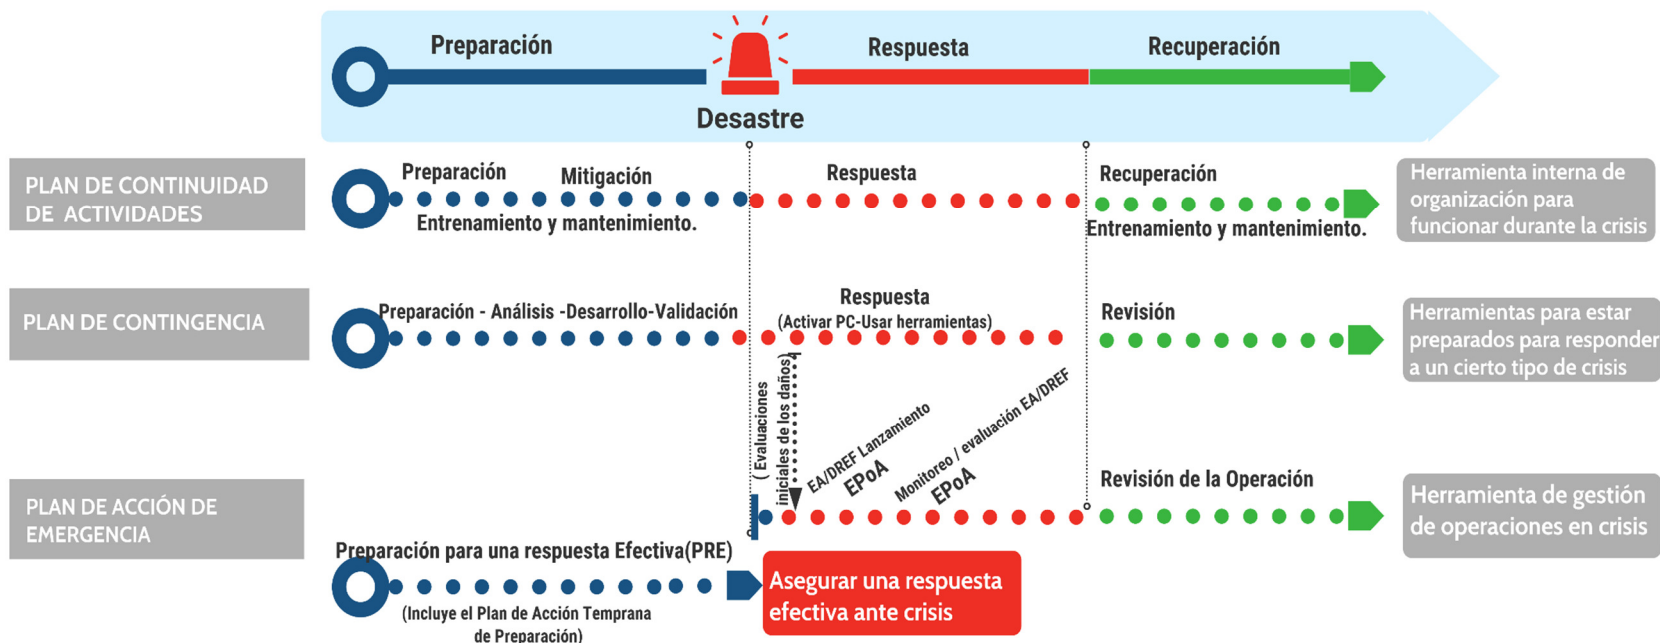 Preparación
Respuesta
Recuperación
Desastre
PLAN DE CONTINUIDAD
DE ACTIVIDADES
Preparación
Mitigación
Entrenamiento y mantenimiento.
Respuesta
Recuperación
Entrenamiento y mantenimiento.
Herramienta interna de
organización para
funcionar durante la crisis
PLAN DE CONTINGENCIA
Preparación - Análisis -Desarrollo-Validación
Respuesta
(Activar PC-Usar herramientas)
Revisión
Herramientas para estar
preparados para responder
a un cierto tipo de crisis
( Evaluaciones
iniciales de los daños)
EA/DREF Lanzamiento
EPoA
Monitoreo / evaluación EA/DREF
EPoA
PLAN DE ACCIÓN DE
EMERGENCIA
Revisión de la Operación
Herramienta de gestión
de operaciones en crisis
Preparación para una respuesta Efectiva(PRE)
(Incluye el Plan de Acción Temprana
de Preparación)
Asegurar una respuesta
efectiva ante crisis